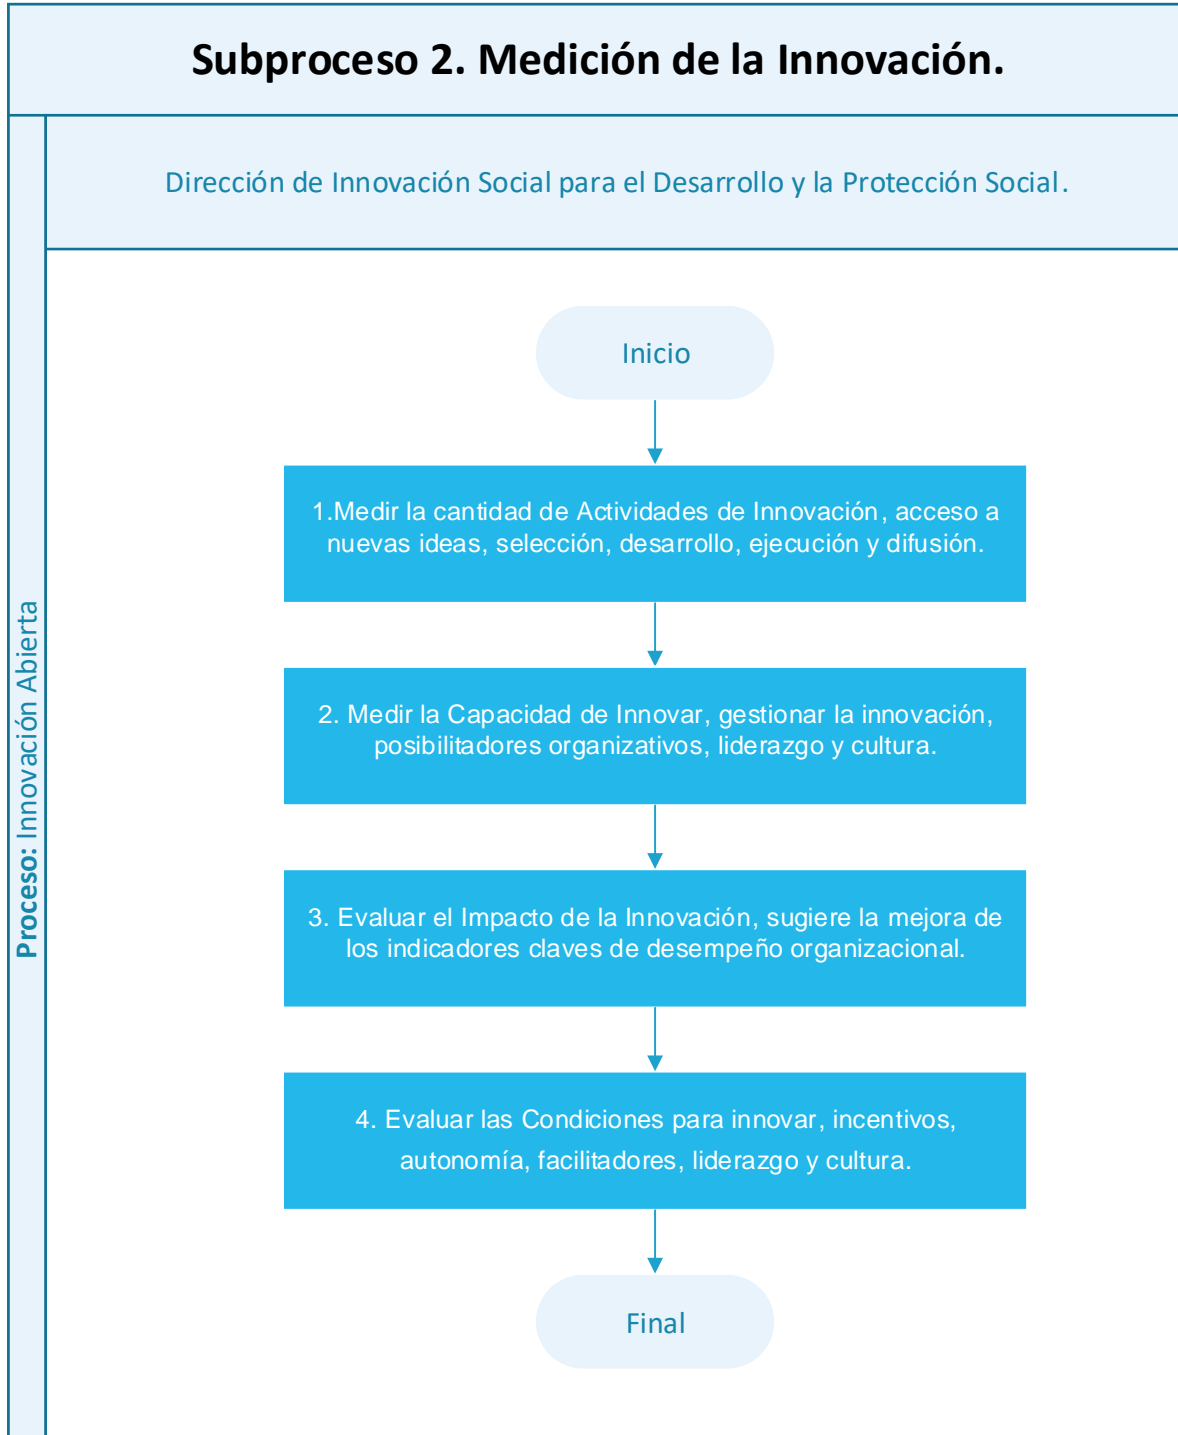 Subproceso 2. Medición de la Innovación.
Dirección de Innovación Social para el Desarrollo y la Protección Social.
Proceso: Innovación Abierta
Inicio
1.Medir la cantidad de Actividades de Innovación, acceso a
nuevas ideas, selección, desarrollo, ejecución y difusión.
2. Medir la Capacidad de Innovar, gestionar la innovación,
posibilitadores organizativos, liderazgo y cultura.
3. Evaluar el Impacto de la Innovación, sugiere la mejora de
los indicadores claves de desempeño organizacional.
4. Evaluar las Condiciones para innovar, incentivos,
autonomía, facilitadores, liderazgo y cultura.
Final